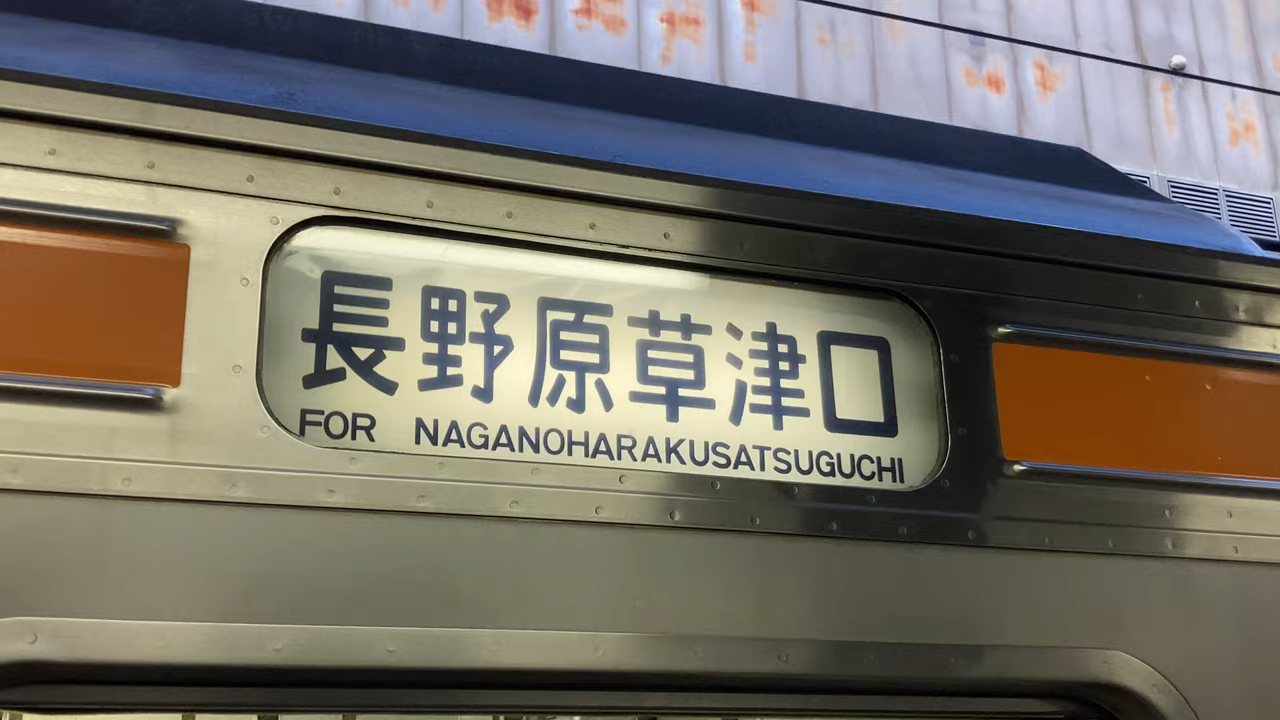 長野原草津口
FOR NAGANOHARAKUSATSUGUCHI